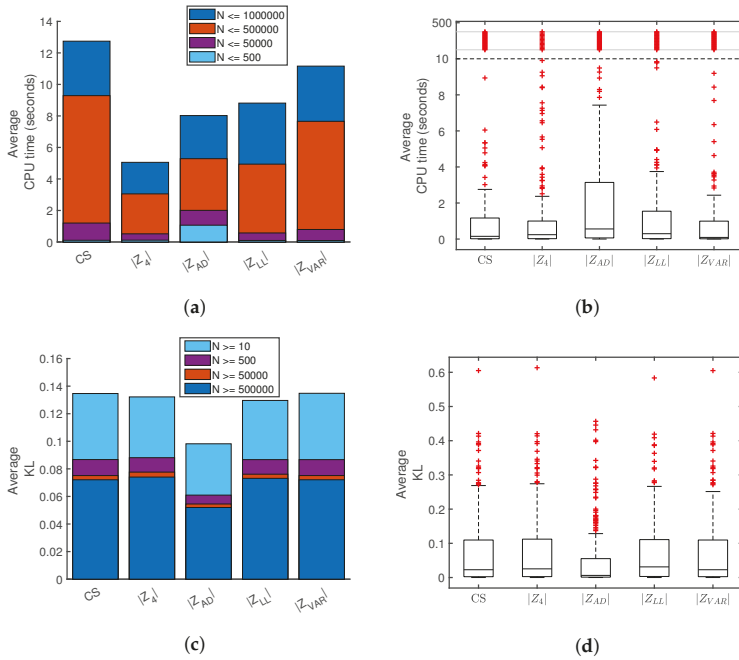 14
12
10
8
6
4
2
0
Average
CPU time (seconds)
N <= 1000000
N <= 500000
N <= 50000
N <= 500
CS
|Z4|
|ZAD|
|ZLL|
|ZVAR|
(a)
500
10
6
4
2
0
Average
CPU time (seconds)
CS
|Z4|
|ZAD|
|ZLL|
|ZVAR|
(b)
0.16
0.14
0.12
0.1
0.08
0.06
0.04
0.02
0
Average
KL
N >= 10
N >= 500
N >= 50000
N >= 500000
CS
|Z4|
|ZAD|
|ZLL|
|ZVAR|
(c)
0.6
0.5
0.4
0.3
0.2
0.1
0
Average
KL
CS
|Z4|
|ZAD|
|ZLL|
|ZVAR|
(d)